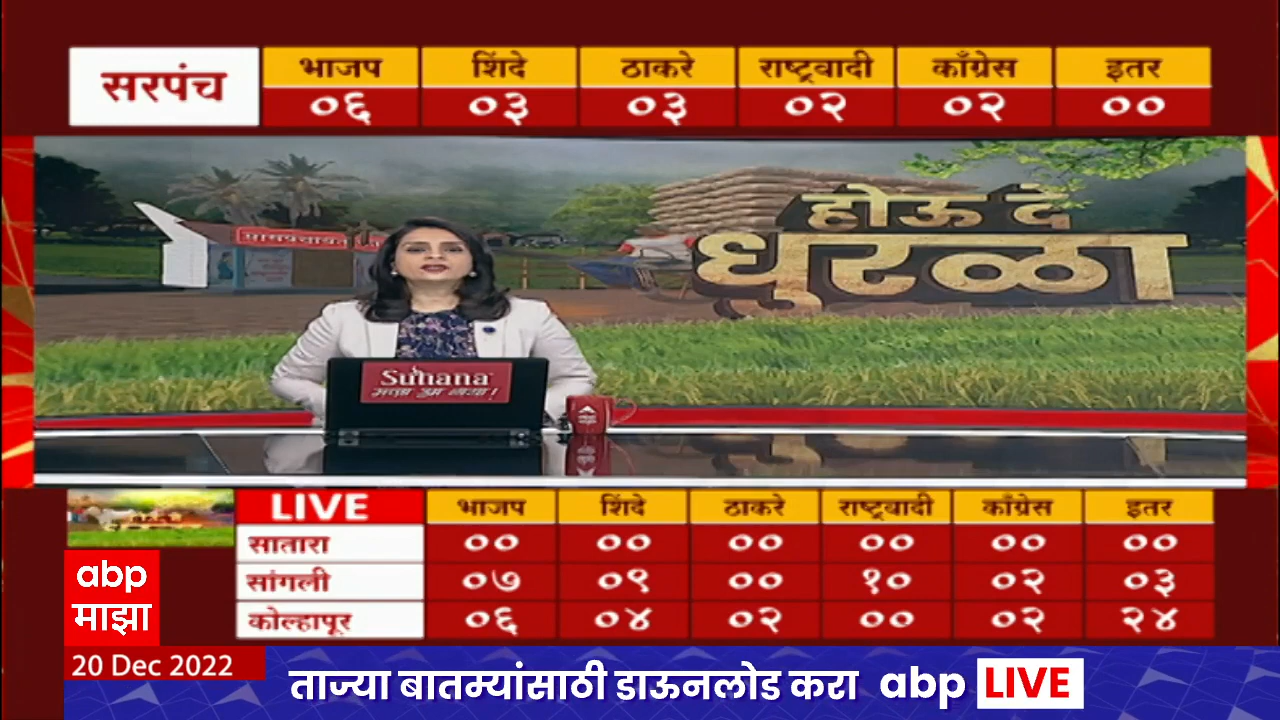 सरपंच भाजप शिंदे ठाकरे राष्ट्रवादी काँग्रेस इतर
०६ ०३ ०३ ०२ ०२ ००
होऊ दे
धुरळा
ग्रामपंचायत
Suhana
LIVE भाजप शिंदे ठाकरे राष्ट्रवादी काँग्रेस इतर
सातारा ०० ०० ०० ०० ०० ००
सांगली ०७ ०९ ०० १० ०२ ०३
कोल्हापूर ०६ ०४ ०२ ०० ०२ २४
abp
माझा
20 Dec 2022
ताज्या बातम्यांसाठी डाऊनलोड करा abp LIVE